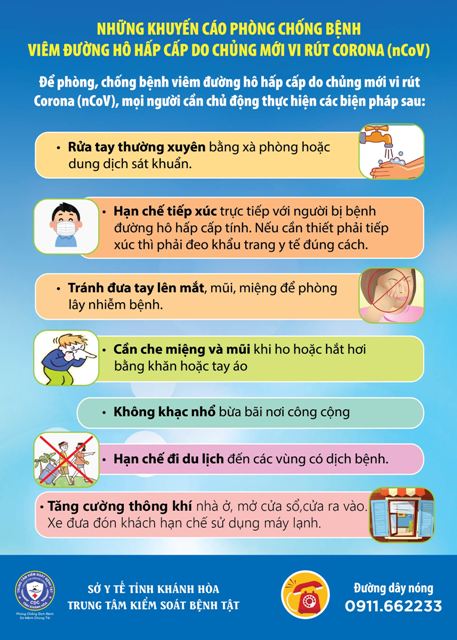 NHỮNG KHUYẾN CÁO PHÒNG CHỐNG BỆNH
VIÊM ĐƯỜNG HÔ HẤP CẤP DO CHỦNG MỚI VI RÚT CORONA (nCoV)
Để phòng, chống bệnh viêm đường hô hấp cấp do chủng mới vi rút
Corona (nCoV), mọi người cần chủ động thực hiện các biện pháp sau:
• Rửa tay thường xuyên bằng xà phòng hoặc
dung dịch sát khuẩn.
• Hạn chế tiếp xúc trực tiếp với người bị bệnh
đường hô hấp cấp tính. Nếu cần thiết phải tiếp
xúc thì phải đeo khẩu trang y tế đúng cách.
• Tránh đưa tay lên mắt, mũi, miệng để phòng
lây nhiễm bệnh.
• Cần che miệng và mũi khi ho hoặc hắt hơi
bằng khăn hoặc tay áo
• Không khạc nhổ bừa bãi nơi công cộng
• Hạn chế đi du lịch đến các vùng có dịch bệnh.
• Tăng cường thông khí nhà ở, mở cửa sổ,cửa ra vào.
Xe đưa đón khách hạn chế sử dụng máy lạnh.
CDC
SỞ Y TẾ TỈNH KHÁNH HÒA
TRUNG TÂM KIỂM SOÁT BỆNH TẬT
Đường dây nóng
0911.662233